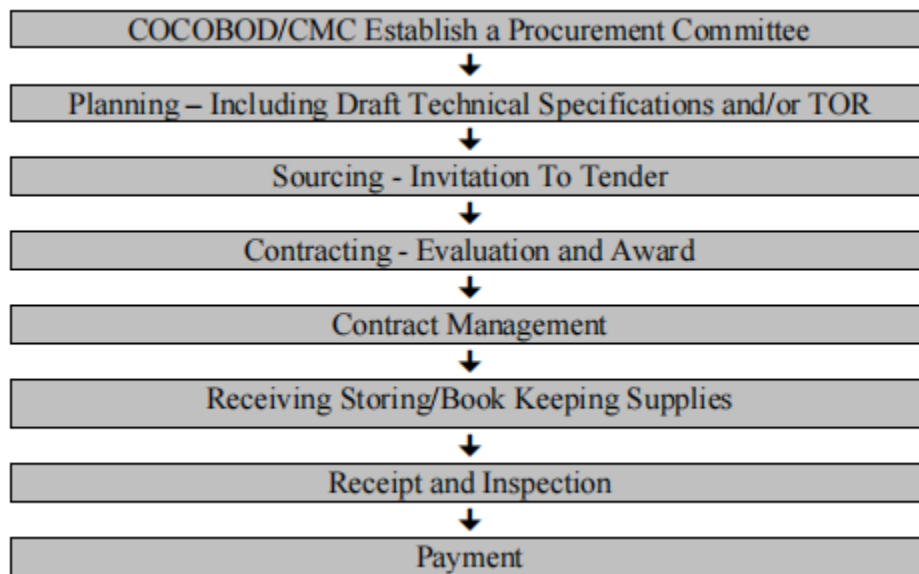 COCOBOD/CMC Establish a Procurement Committee
Planning – Including Draft Technical Specifications and/or TOR
Sourcing - Invitation To Tender
Contracting - Evaluation and Award
Contract Management
Receiving Storing/Book Keeping Supplies
Receipt and Inspection
Payment